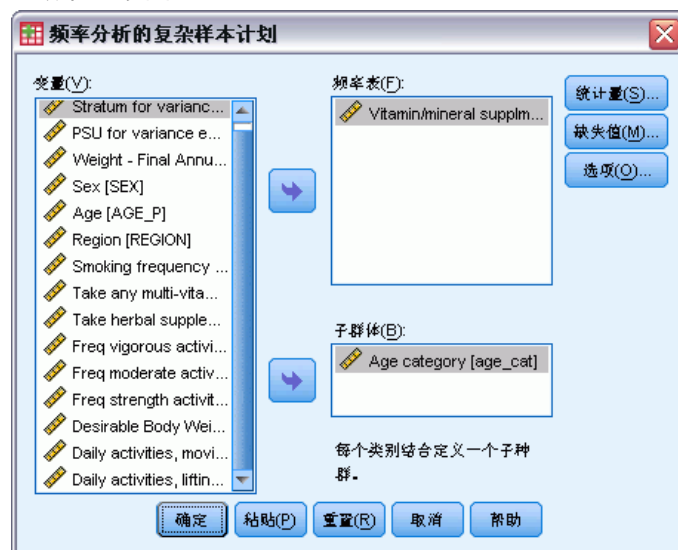 频率分析的复杂样本计划
变量(V):
Stratum for varianc...
PSU for variance e...
Weight - Final Annu...
Sex [SEX]
Age [AGE_P]
Region [REGION]
Smoking frequency ...
Take any multi-vita...
Take herbal supple...
Freq vigorous activi...
Freq moderate activ...
Freq strength activit...
Desirable Body Wei...
Daily activities, movi...
Daily activities, liftin...
频率表(F):
Vitamin/mineral supplm...
子群体(B):
Age category [age_cat]
每个类别结合定义一个子种
群。
统计量(S)...
缺失值(M)...
选项(O)...
确定
粘贴(P)
重置(R)
取消
帮助